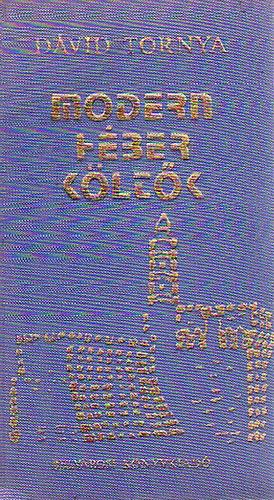 DÁVID TORNYA
MODERN
HÉBER
KÖLTŐK
KÖNYVKIADÓ